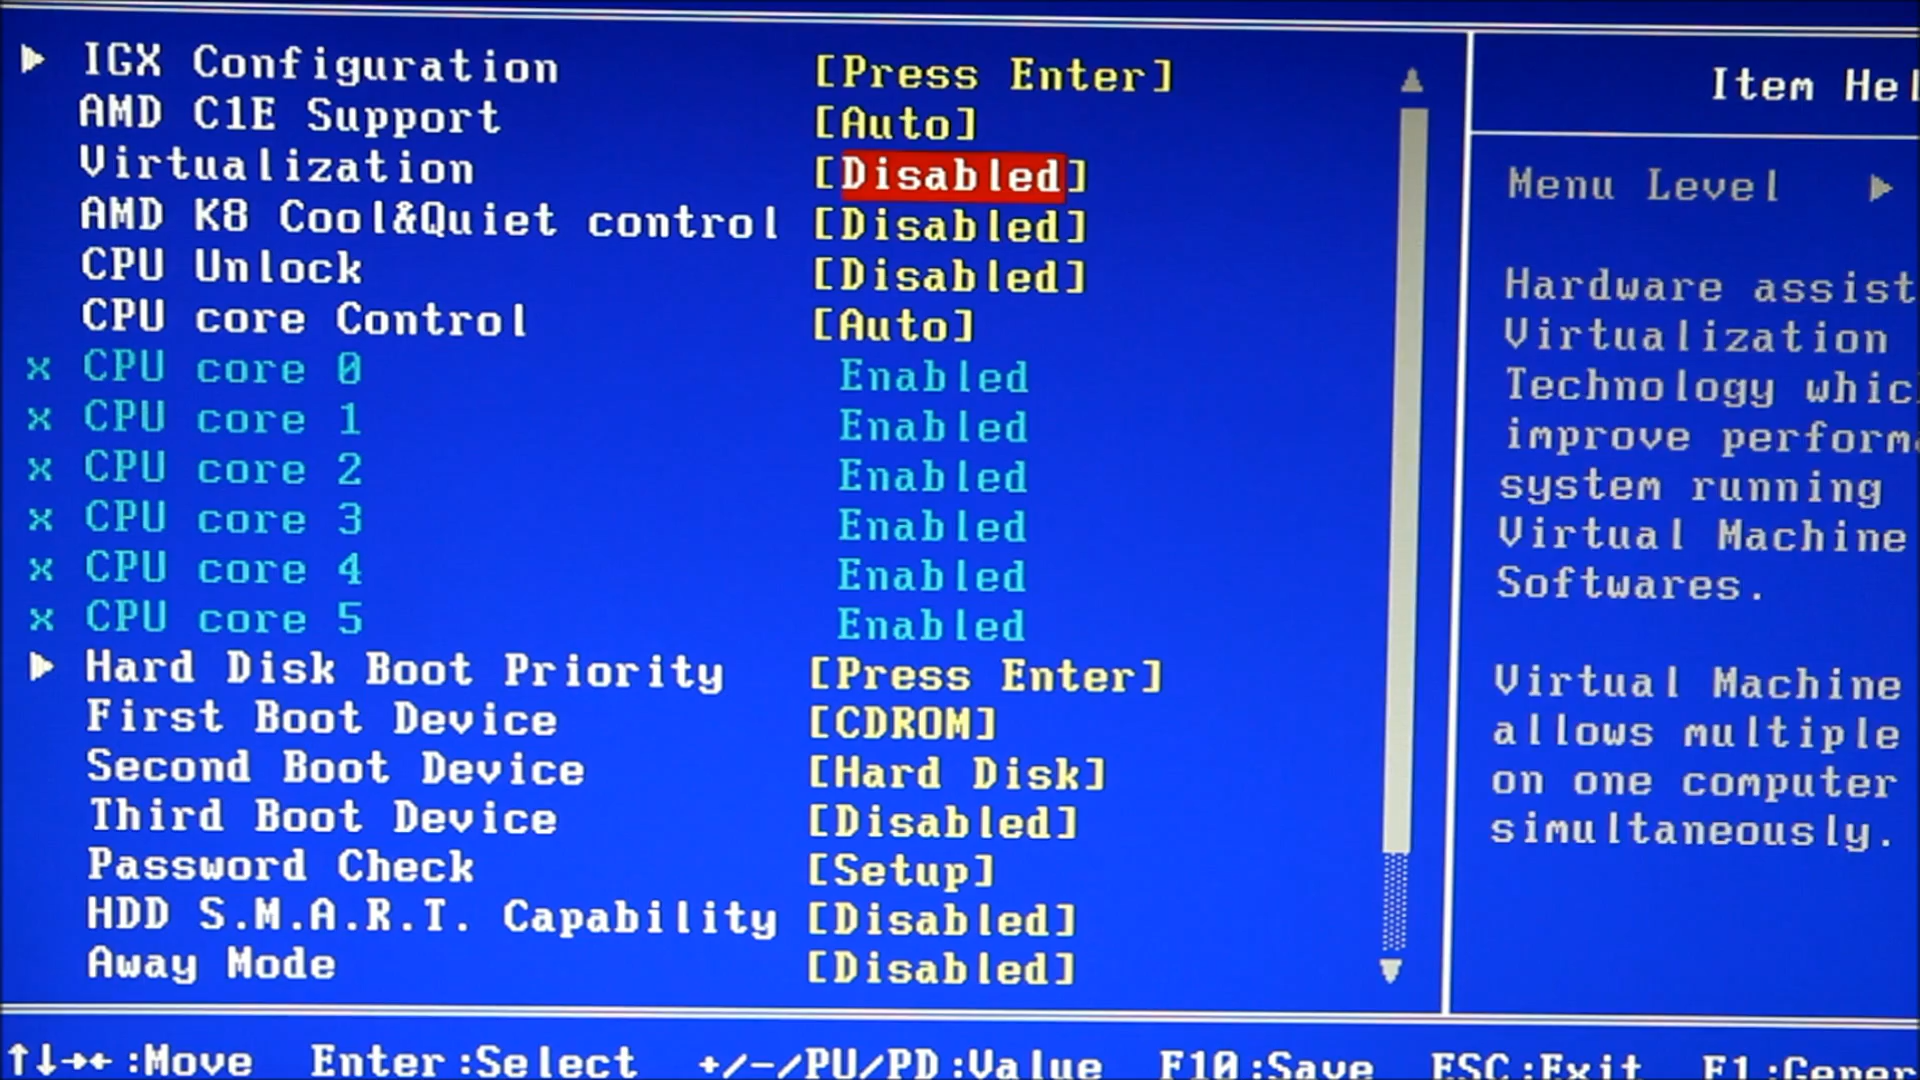 IGX Configuration [Press Enter]
AMD C1E Support [Auto]
Virtualization [Disabled]
AMD K8 Cool&Quiet control [Disabled]
CPU Unlock [Disabled]
CPU core Control [Auto]
x CPU core 0 Enabled
x CPU core 1 Enabled
x CPU core 2 Enabled
x CPU core 3 Enabled
x CPU core 4 Enabled
x CPU core 5 Enabled
Hard Disk Boot Priority [Press Enter]
First Boot Device [CDROM]
Second Boot Device [Hard Disk]
Third Boot Device [Disabled]
Password Check [Setup]
HDD S.M.A.R.T. Capability [Disabled]
Away Mode [Disabled]
Item Hel
Menu Level
Hardware assist
Virtualization
Technology whic
improve perform
system running
Virtual Machine
Softwares.
Virtual Machine
allows multiple
on one computer
simultaneously.
↑↓→←:Move Enter:Select +/-/PU/PD:Value F10:Save ESC:Exit F1:Gener